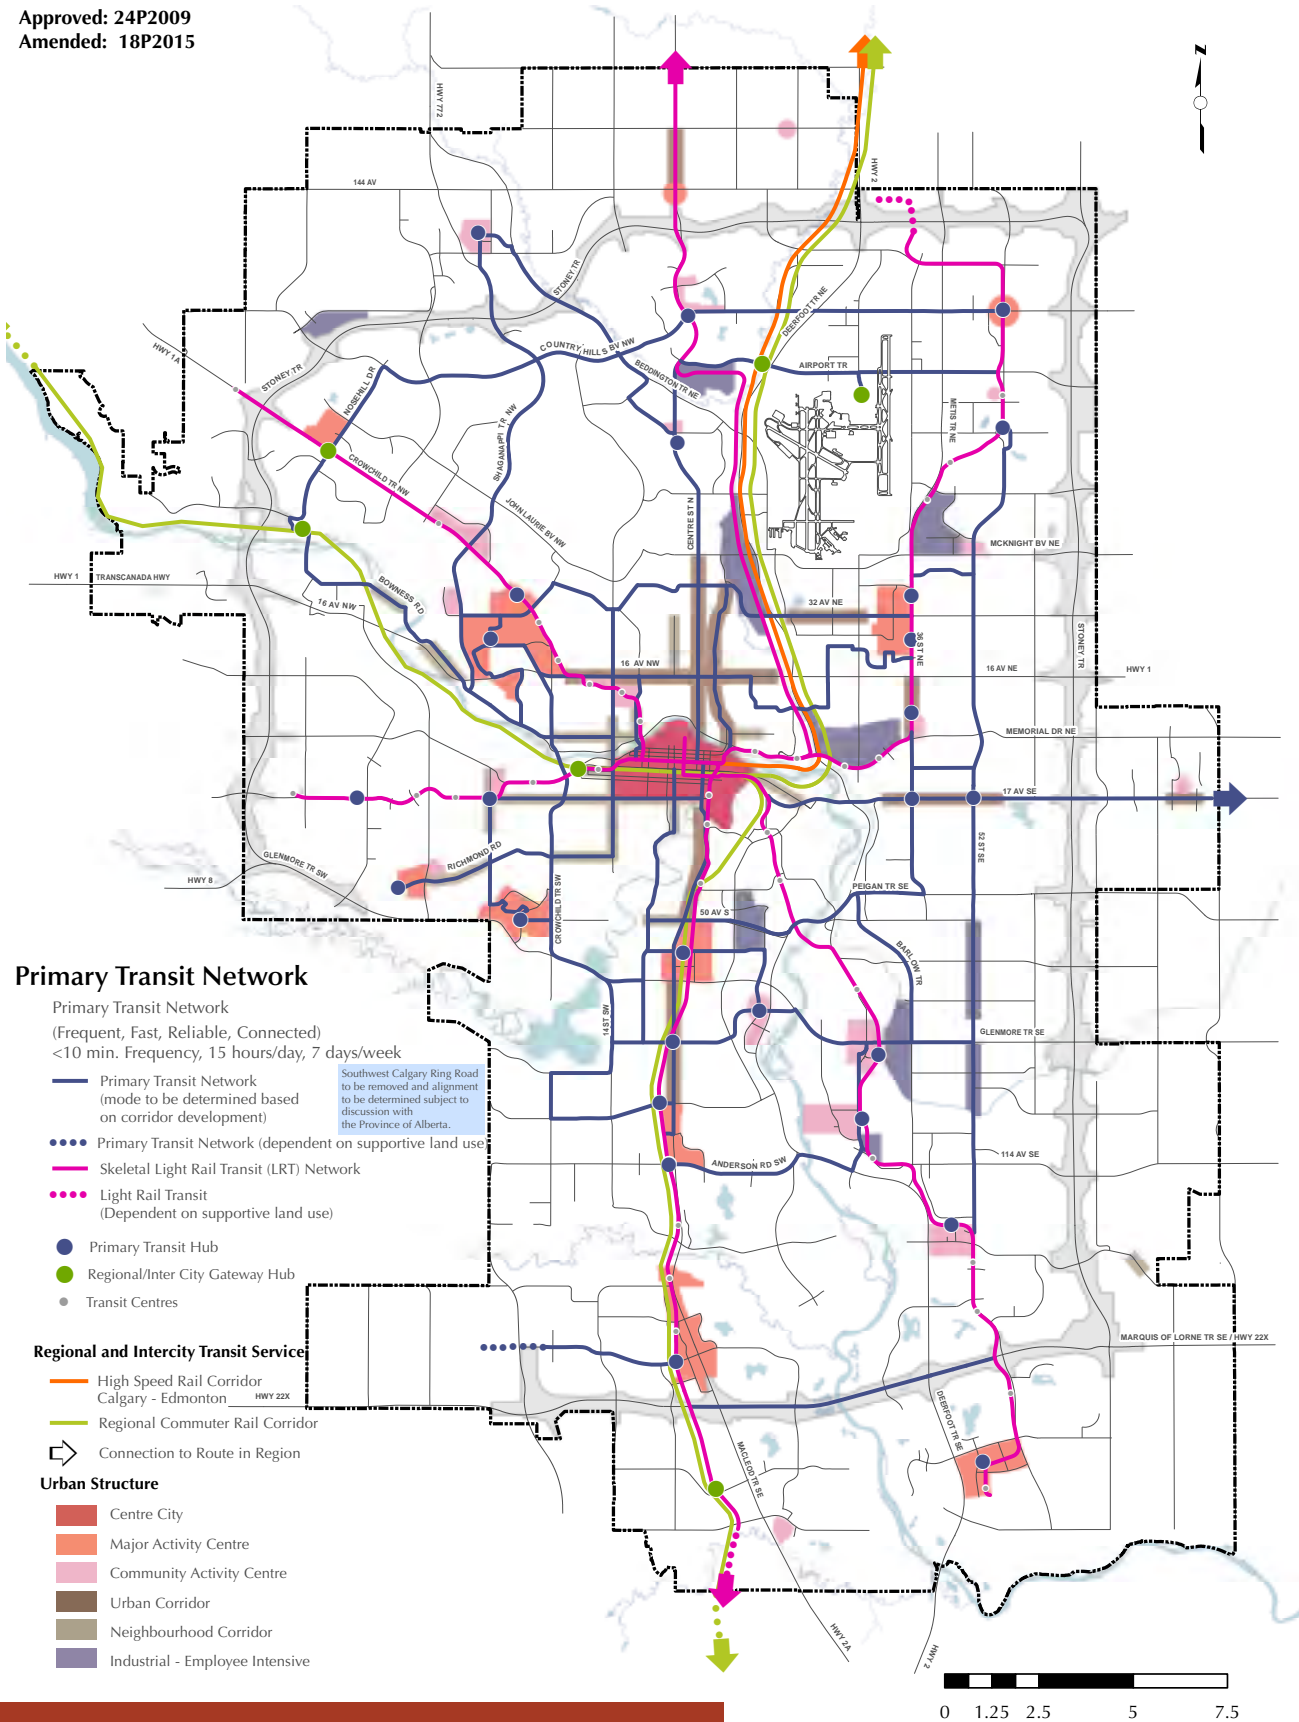 Approved: 24P2009
Amended: 18P2015
N
HWY 772
HWY 2
144 AV
STONEY TR
DEERFOOT TR NE
HWY 1A
STONEY TR
NOSEHILL DR
COUNTRY HILLS BV NW
BEDDINGTON TR NE
AIRPORT TR
METIS TR NE
SHAGANAPPI TR NW
CROWCHILD TR NW
JOHN LAURIE BV NW
CENTRE ST N
MCKNIGHT BV NE
HWY 1
TRANSCANADA HWY
BOWNESS RD
16 AV NW
32 AV NE
36 ST NE
STONEY TR
16 AV NW
16 AV NE
HWY 1
MEMORIAL DR NE
17 AV SE
52 ST SE
GLENMORE TR SW
RICHMOND RD
HWY 8
CROWCHILD TR SW
PEIGAN TR SE
50 AV S
BARLOW TR
14 ST SW
GLENMORE TR SE
ANDERSON RD SW
114 AV SE
MARQUIS OF LORNE TR SE / HWY 22X
HWY 22X
DEERFOOT TR SE
MACLEOD TR SE
HWY 2A
HWY 2
Primary Transit Network
Primary Transit Network
(Frequent, Fast, Reliable, Connected)
<10 min. Frequency, 15 hours/day, 7 days/week
Primary Transit Network
(mode to be determined based
on corridor development)
Southwest Calgary Ring Road
to be removed and alignment
to be determined subject to
discussion with
the Province of Alberta.
Primary Transit Network (dependent on supportive land use)
Skeletal Light Rail Transit (LRT) Network
Light Rail Transit
(Dependent on supportive land use)
Primary Transit Hub
Regional/Inter City Gateway Hub
Transit Centres
Regional and Intercity Transit Service
High Speed Rail Corridor
Calgary - Edmonton
Regional Commuter Rail Corridor
Connection to Route in Region
Urban Structure
Centre City
Major Activity Centre
Community Activity Centre
Urban Corridor
Neighbourhood Corridor
Industrial - Employee Intensive
0 1.25 2.5 5 7.5